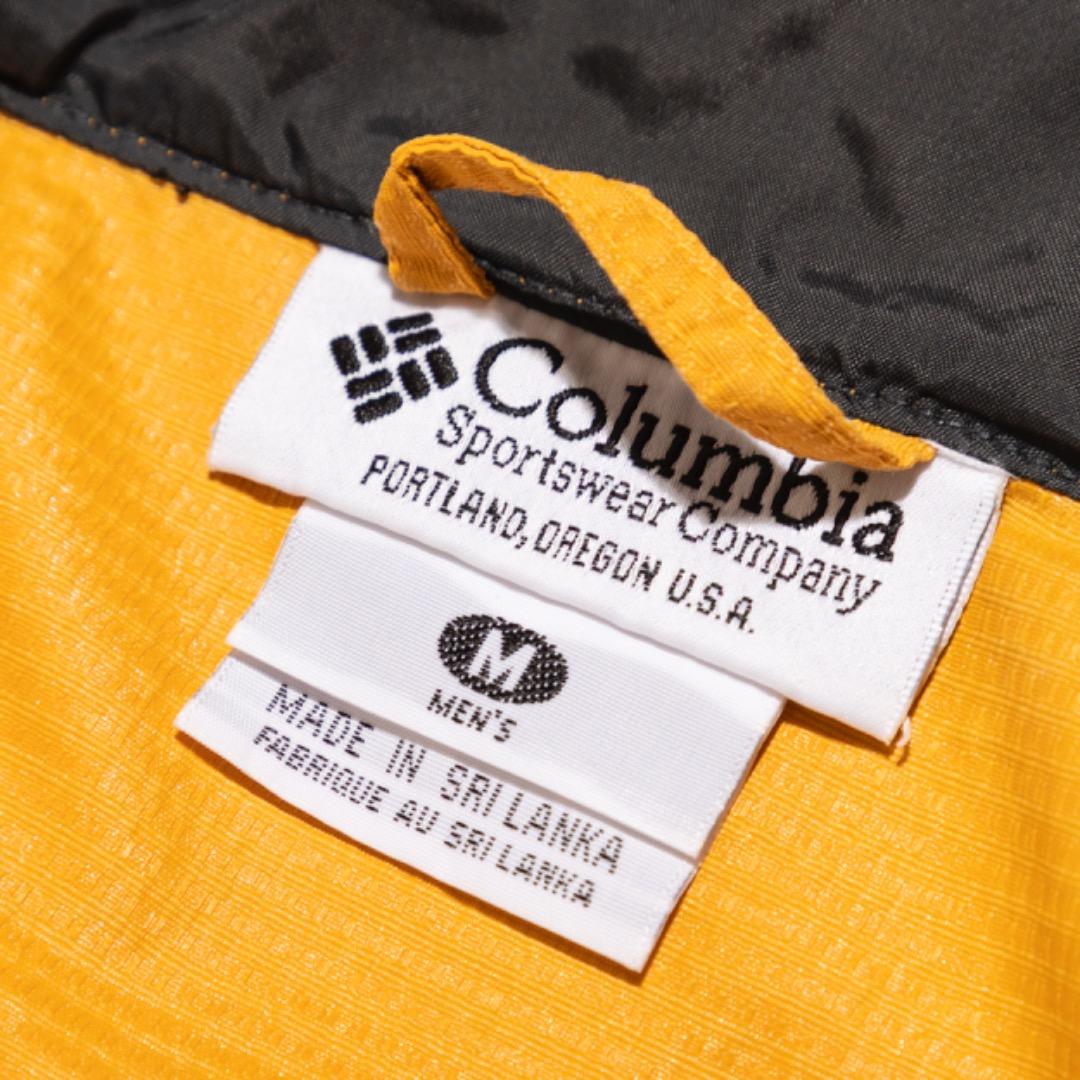 Columbia
Sportswear Company
PORTLAND, OREGON U.S.A.
M
MEN'S
MADE IN SRI LANKA
FABRIQUE AU SRI LANKA